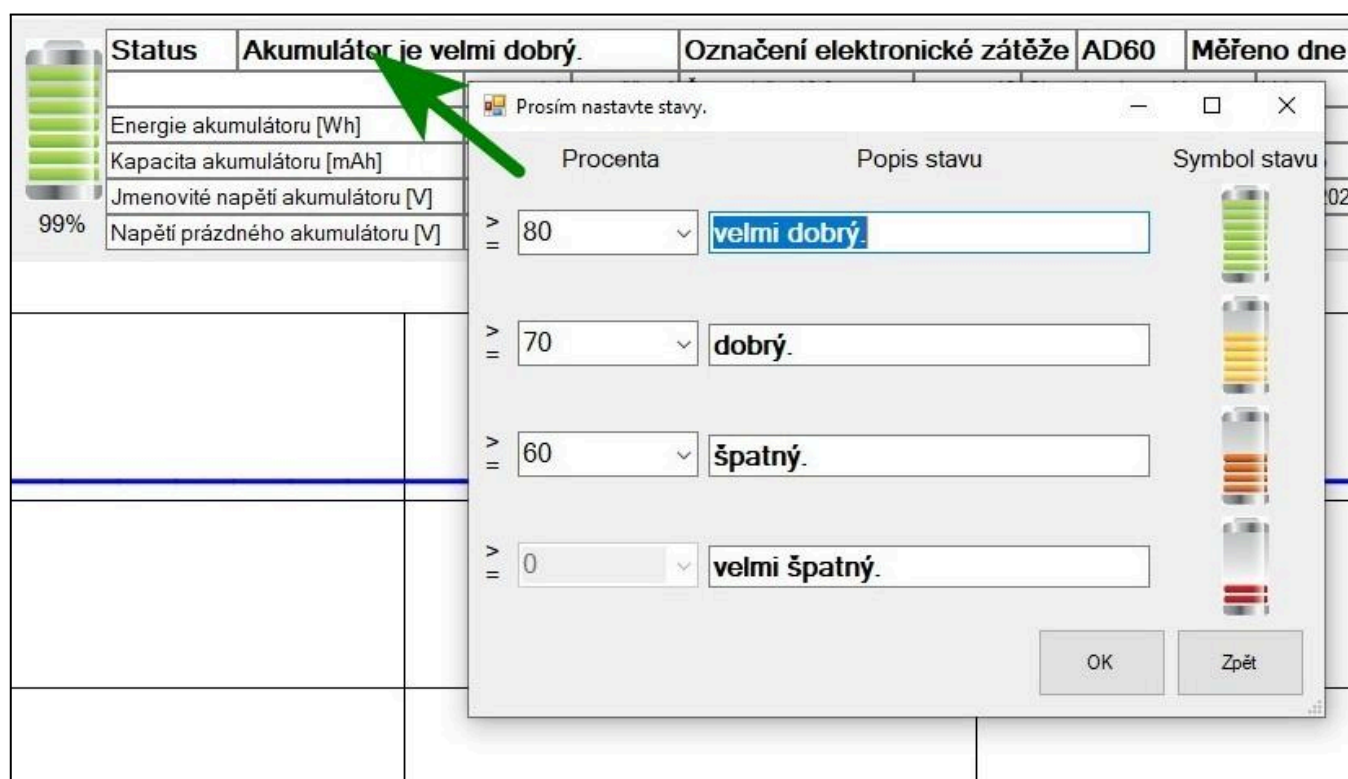 Status Akumulátor je velmi dobrý. Označení elektronické zátěže AD60 Měřeno dne
Energie akumulátoru [Wh]
Kapacita akumulátoru [mAh]
Jmenovité napětí akumulátoru [V]
99%
Napětí prázdného akumulátoru [V]
Prosím nastavte stavy.
Procenta Popis stavu Symbol stavu
>= 80 velmi dobrý.
>= 70 dobrý.
>= 60 špatný.
>= 0 velmi špatný.
OK Zpět